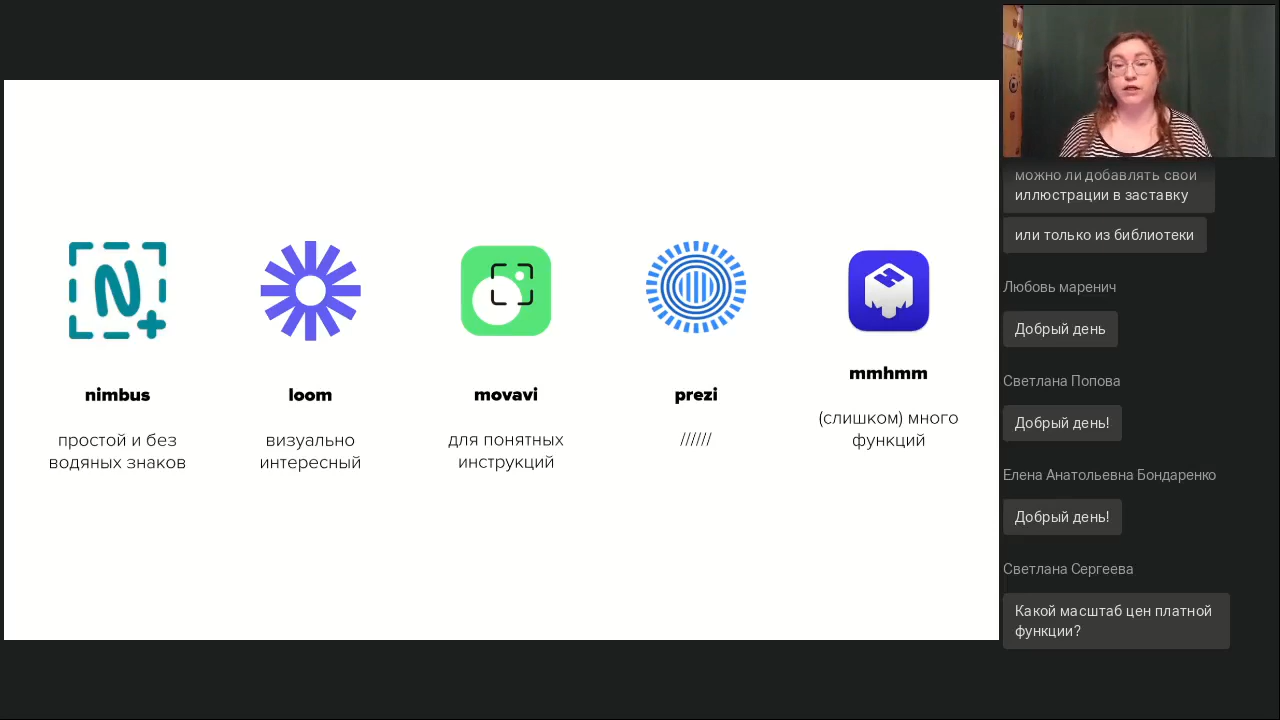 nimbus
простой и без
водяных знаков
loom
визуально
интересный
movavi
для понятных
инструкций
prezi
//////
mmhmm
(слишком) много
функций
можно ли добавлять свои
иллюстрации в заставку
или только из библиотеки
Любовь маренич
Добрый день
Светлана Попова
Добрый день!
Елена Анатольевна Бондаренко
Добрый день!
Светлана Сергеева
Какой масштаб цен платной
функции?